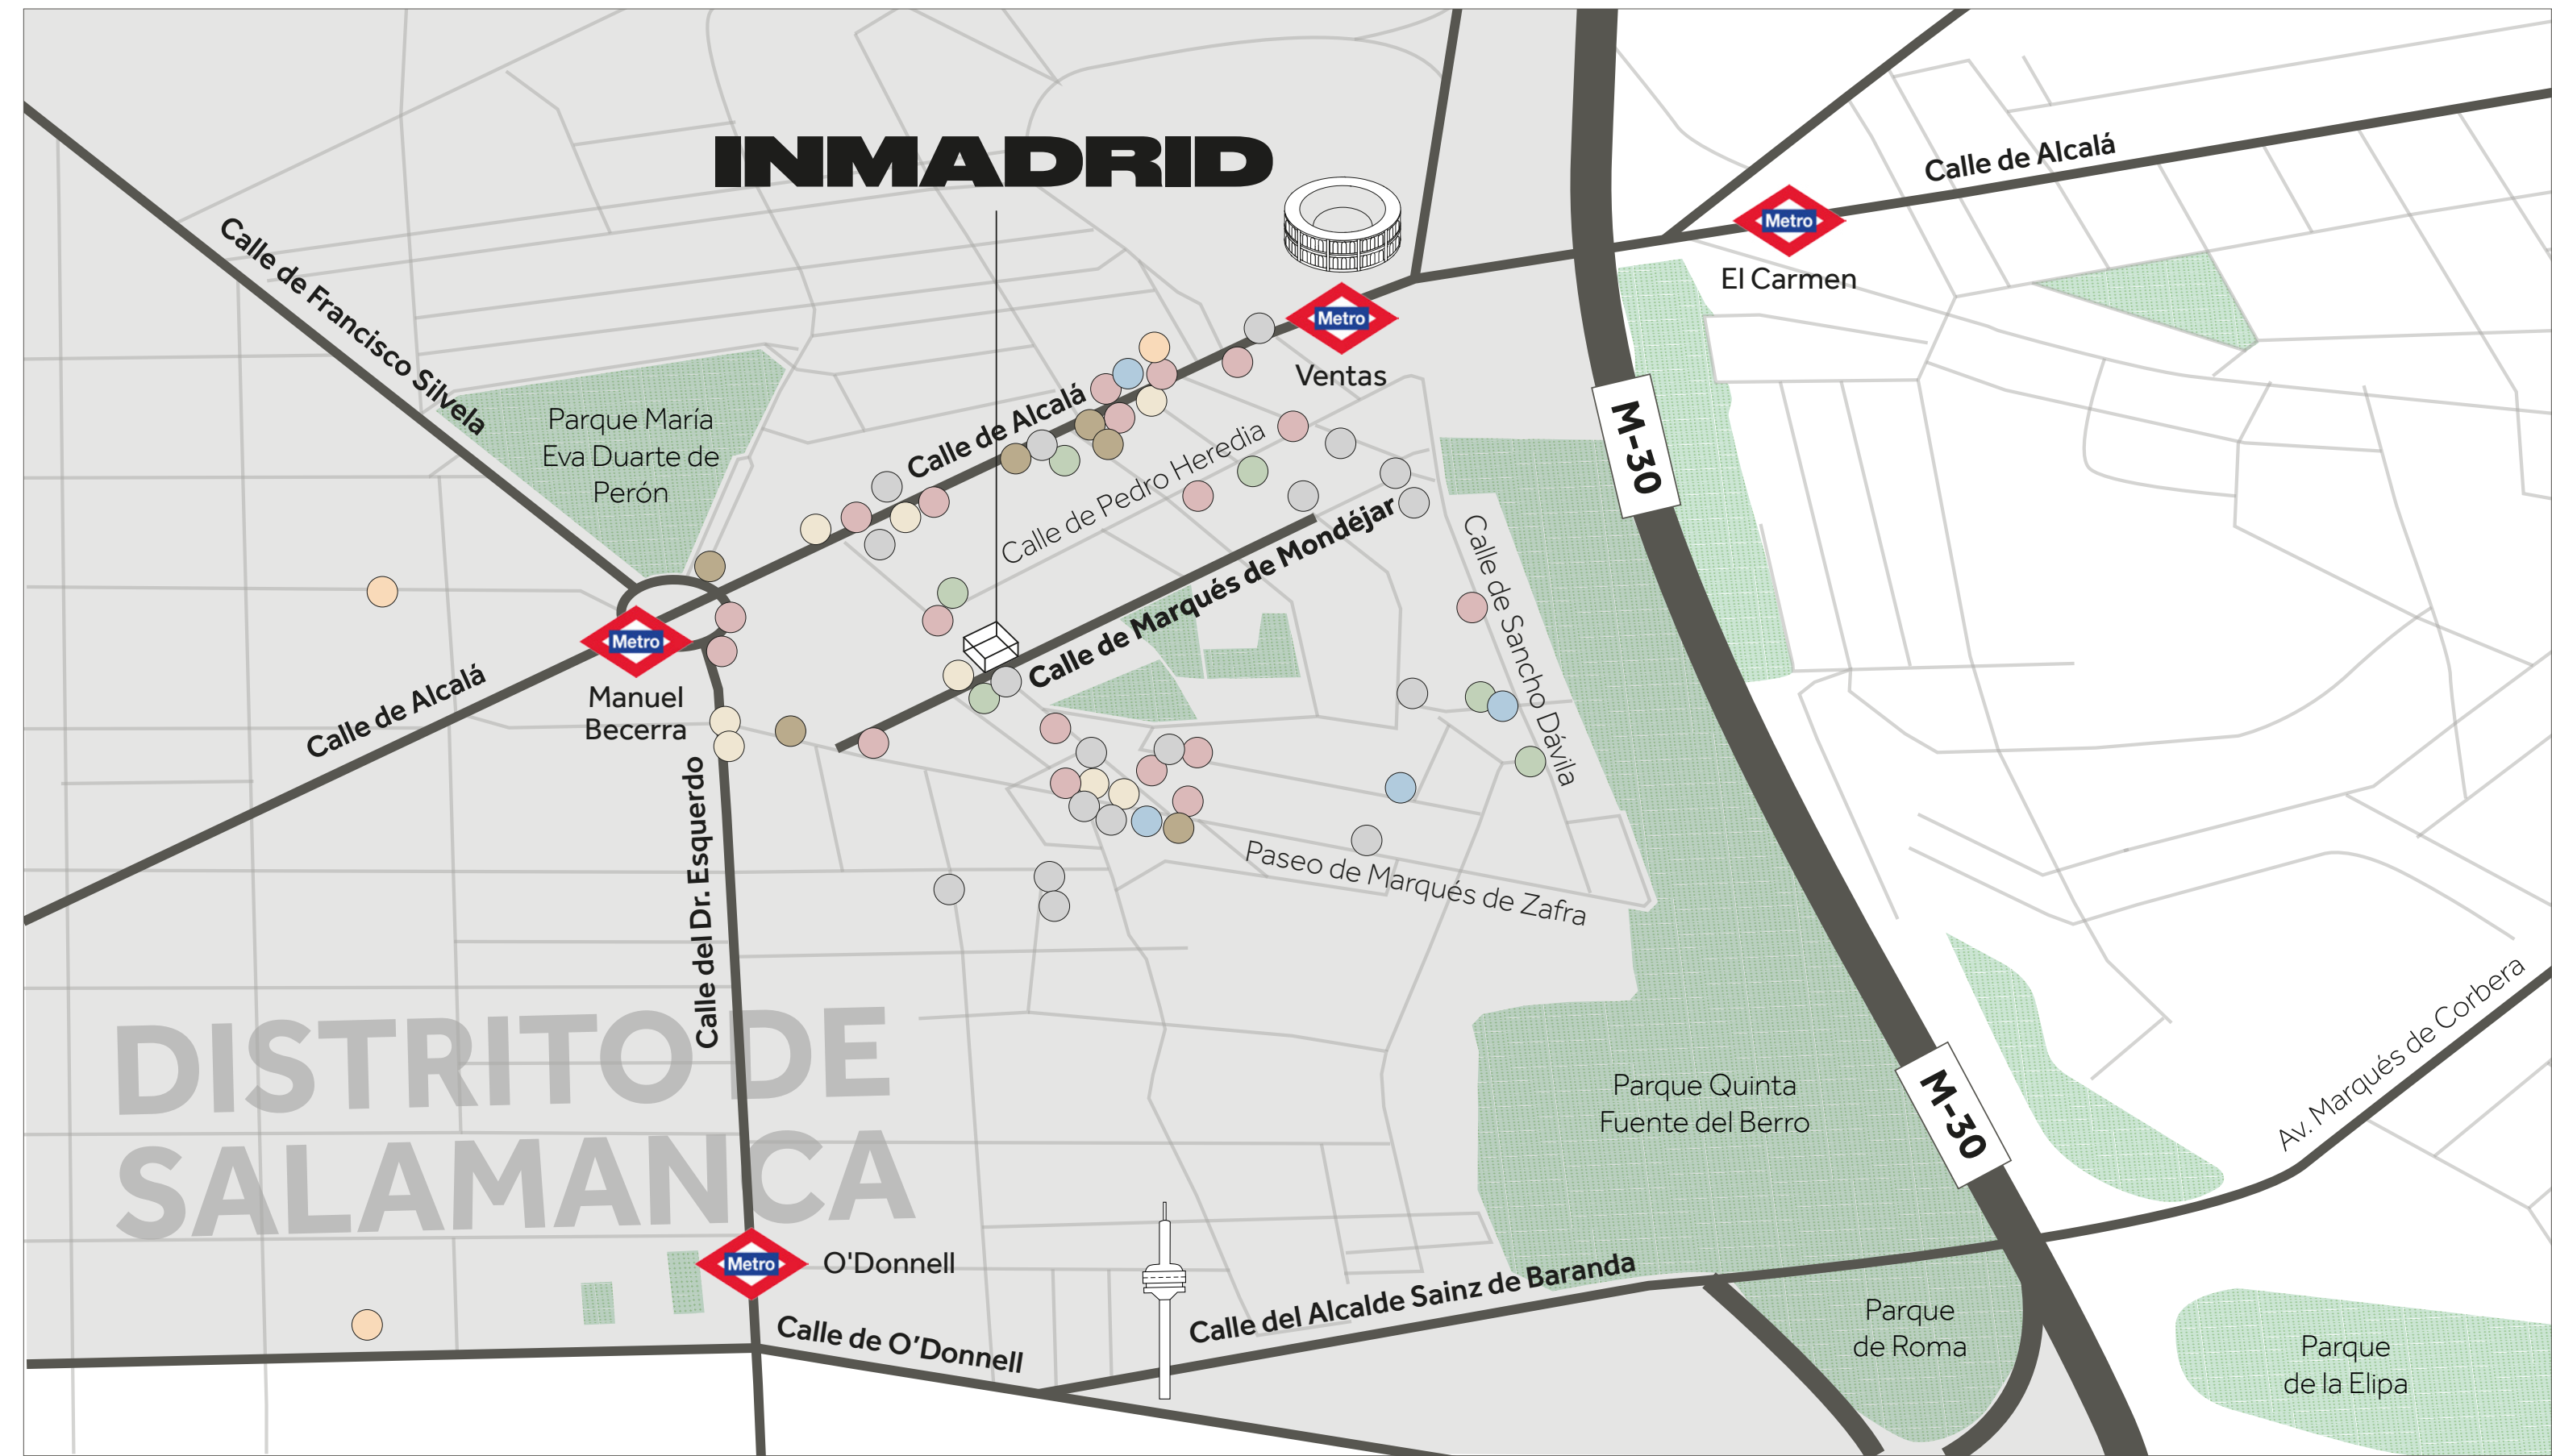 INMADRID
Calle de Alcalá
Metro
El Carmen
Calle de Francisco Silvela
Metro
Ventas
Parque María
Eva Duarte de
Perón
Calle de Alcalá
Calle de Pedro Heredia
M-30
Calle de Marqués de Mondéjar
Calle de Sancho Dávila
Metro
Manuel
Becerra
Calle de Alcalá
Calle del Dr. Esquerdo
Paseo de Marqués de Zafra
DISTRITO DE
SALAMANCA
Parque Quinta
Fuente del Berro
M-30
Av. Marqués de Corbera
Metro
O'Donnell
Calle de O’Donnell
Calle del Alcalde Sainz de Baranda
Parque
de Roma
Parque
de la Elipa